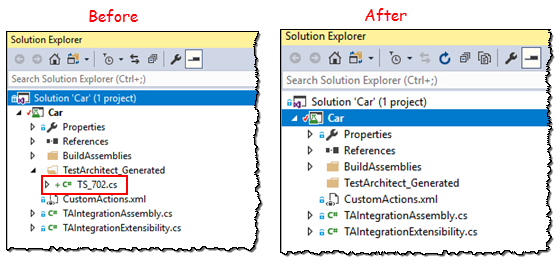 Before
Solution Explorer
Search Solution Explorer (Ctrl+;)
Solution 'Car' (1 project)
Car
Properties
References
BuildAssemblies
TestArchitect_Generated
+ C# TS_702.cs
CustomActions.xml
C# TAIntegrationAssembly.cs
C# TAIntegrationExtensibility.cs
After
Solution Explorer
Search Solution Explorer (Ctrl+;)
Solution 'Car' (1 project)
Car
Properties
References
BuildAssemblies
TestArchitect_Generated
CustomActions.xml
C# TAIntegrationAssembly.cs
C# TAIntegrationExtensibility.cs